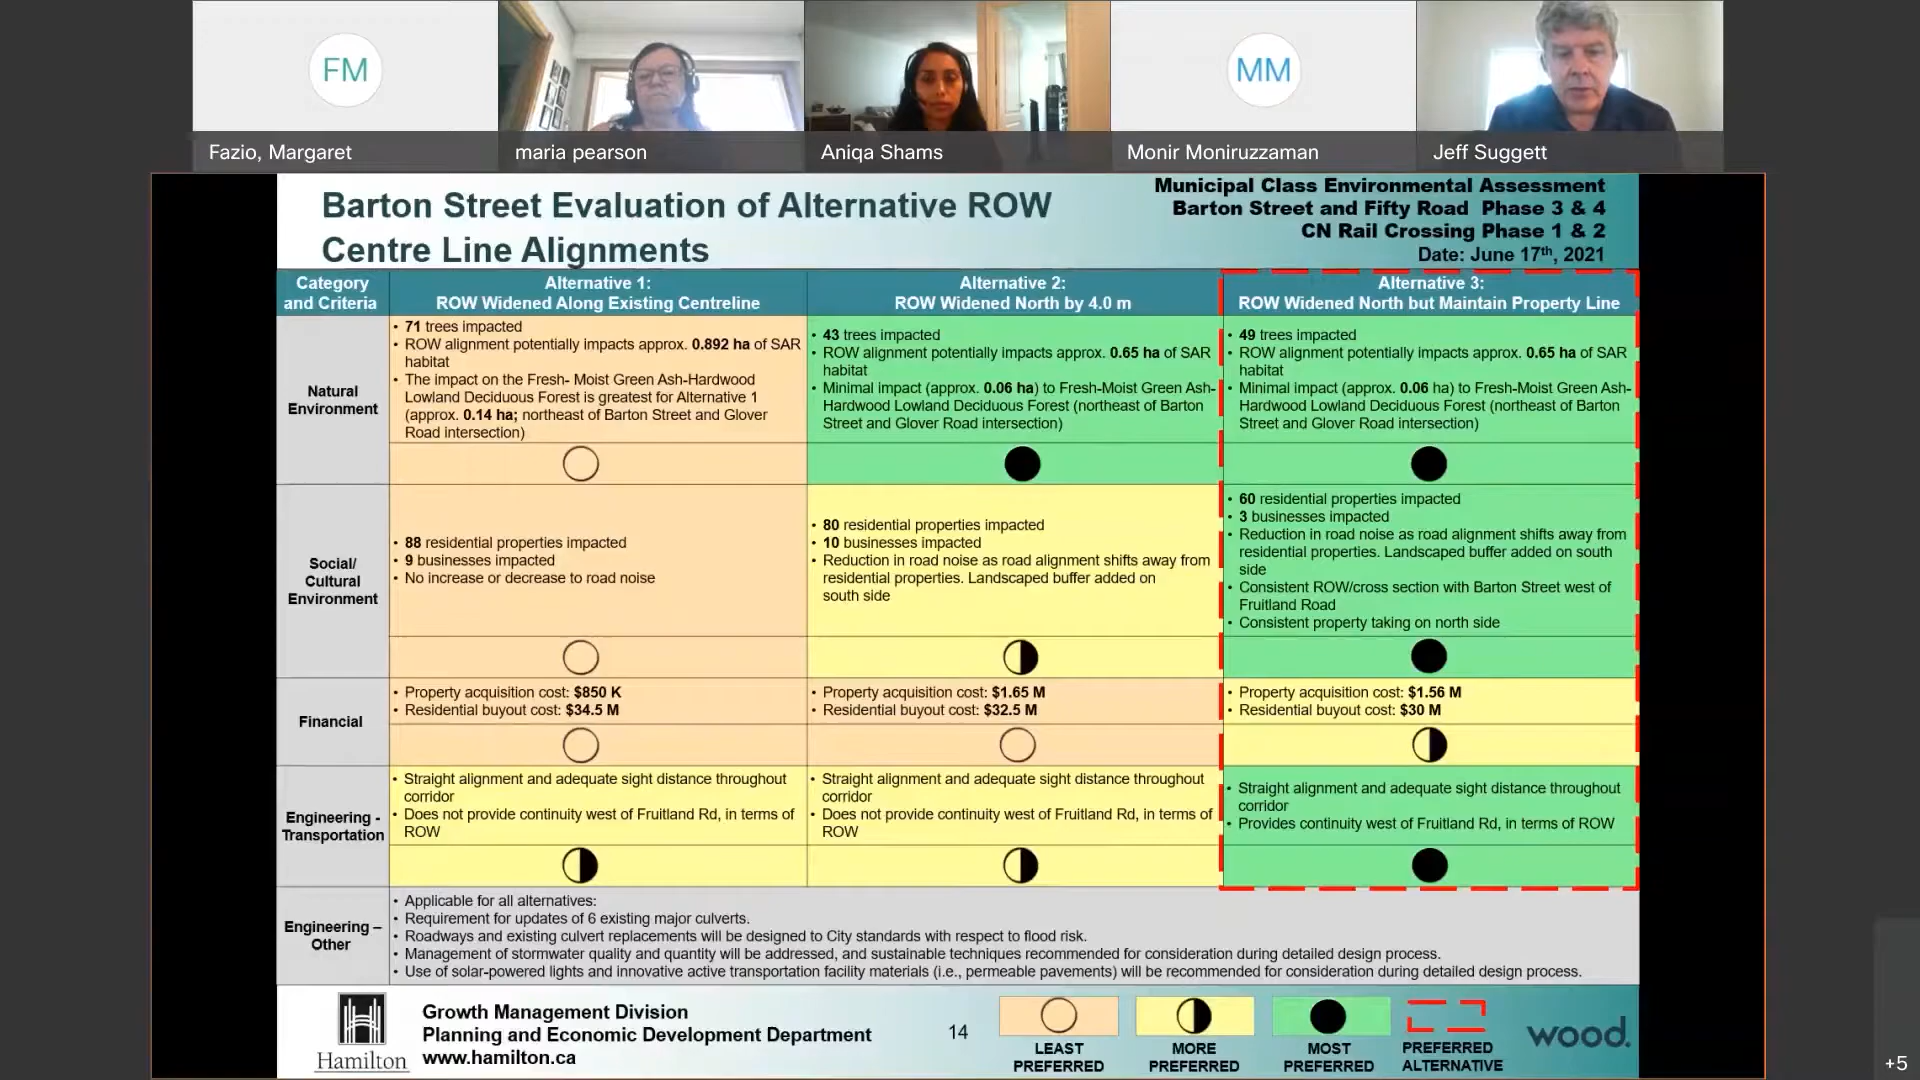 FM
MM
Fazio, Margaret
maria pearson
Aniqa Shams
Monir Moniruzzaman
Jeff Suggett
Barton Street Evaluation of Alternative ROW
Centre Line Alignments
Municipal Class Environmental Assessment
Barton Street and Fifty Road Phase 3 & 4
CN Rail Crossing Phase 1 & 2
Date: June 17th, 2021
Category
and Criteria
Alternative 1:
ROW Widened Along Existing Centreline
Alternative 2:
ROW Widened North by 4.0 m
Alternative 3:
ROW Widened North but Maintain Property Line
Natural
Environment
• 71 trees impacted
• ROW alignment potentially impacts approx. 0.892 ha of SAR
habitat
• The impact on the Fresh- Moist Green Ash-Hardwood
Lowland Deciduous Forest is greatest for Alternative 1
(approx. 0.14 ha; northeast of Barton Street and Glover
Road intersection)
• 43 trees impacted
• ROW alignment potentially impacts approx. 0.65 ha of SAR
habitat
• Minimal impact (approx. 0.06 ha) to Fresh-Moist Green Ash-
Hardwood Lowland Deciduous Forest (northeast of Barton
Street and Glover Road intersection)
• 49 trees impacted
• ROW alignment potentially impacts approx. 0.65 ha of SAR
habitat
• Minimal impact (approx. 0.06 ha) to Fresh-Moist Green Ash-
Hardwood Lowland Deciduous Forest (northeast of Barton
Street and Glover Road intersection)
Social/
Cultural
Environment
• 88 residential properties impacted
• 9 businesses impacted
• No increase or decrease to road noise
• 80 residential properties impacted
• 10 businesses impacted
• Reduction in road noise as road alignment shifts away from
residential properties. Landscaped buffer added on
south side
• 60 residential properties impacted
• 3 businesses impacted
• Reduction in road noise as road alignment shifts away from
residential properties. Landscaped buffer added on south
side
• Consistent ROW/cross section with Barton Street west of
Fruitland Road
• Consistent property taking on north side
Financial
• Property acquisition cost: $850 K
• Residential buyout cost: $34.5 M
• Property acquisition cost: $1.65 M
• Residential buyout cost: $32.5 M
• Property acquisition cost: $1.56 M
• Residential buyout cost: $30 M
Engineering -
Transportation
• Straight alignment and adequate sight distance throughout
corridor
• Does not provide continuity west of Fruitland Rd, in terms of
ROW
• Straight alignment and adequate sight distance throughout
corridor
• Does not provide continuity west of Fruitland Rd, in terms of
ROW
• Straight alignment and adequate sight distance throughout
corridor
• Provides continuity west of Fruitland Rd, in terms of ROW
Engineering –
Other
• Applicable for all alternatives:
• Requirement for updates of 6 existing major culverts.
• Roadways and existing culvert replacements will be designed to City standards with respect to flood risk.
• Management of stormwater quality and quantity will be addressed, and sustainable techniques recommended for consideration during detailed design process.
• Use of solar-powered lights and innovative active transportation facility materials (i.e., permeable pavements) will be recommended for consideration during detailed design process.
Hamilton
Growth Management Division
Planning and Economic Development Department
www.hamilton.ca
14
LEAST
PREFERRED
MORE
PREFERRED
MOST
PREFERRED
PREFERRED
ALTERNATIVE
wood.
+5